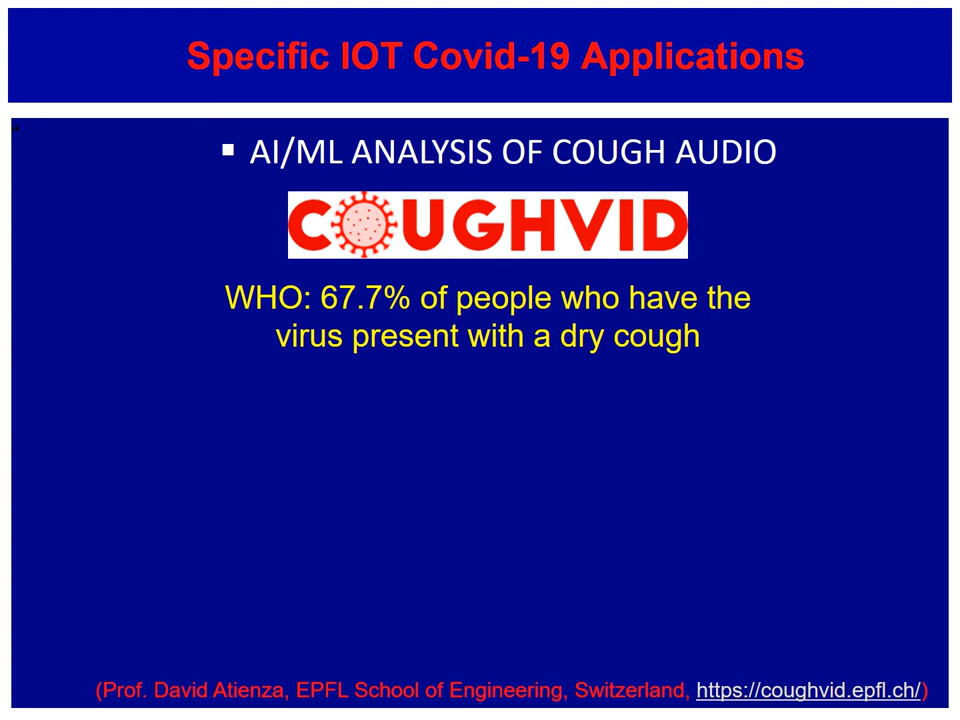 Specific IOT Covid-19 Applications
"
▪ AI/ML ANALYSIS OF COUGH AUDIO
COUGHVID
WHO: 67.7% of people who have the
virus present with a dry cough
(Prof. David Atienza, EPFL School of Engineering, Switzerland, https://coughvid.epfl.ch/)